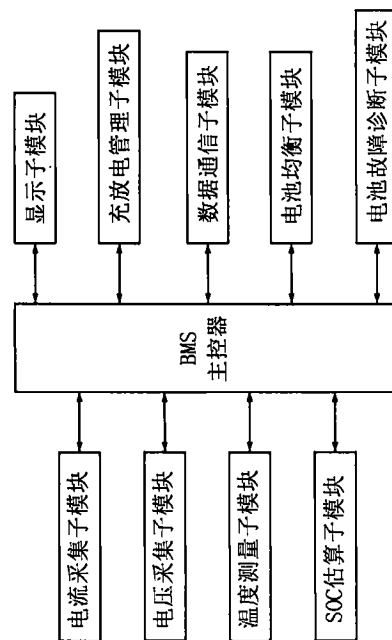 显示子模块
充放电管理子模块
数据通信子模块
电池均衡子模块
电池故障诊断子模块
BMS
主控器
电流采集子模块
电压采集子模块
温度测量子模块
SOC估算子模块